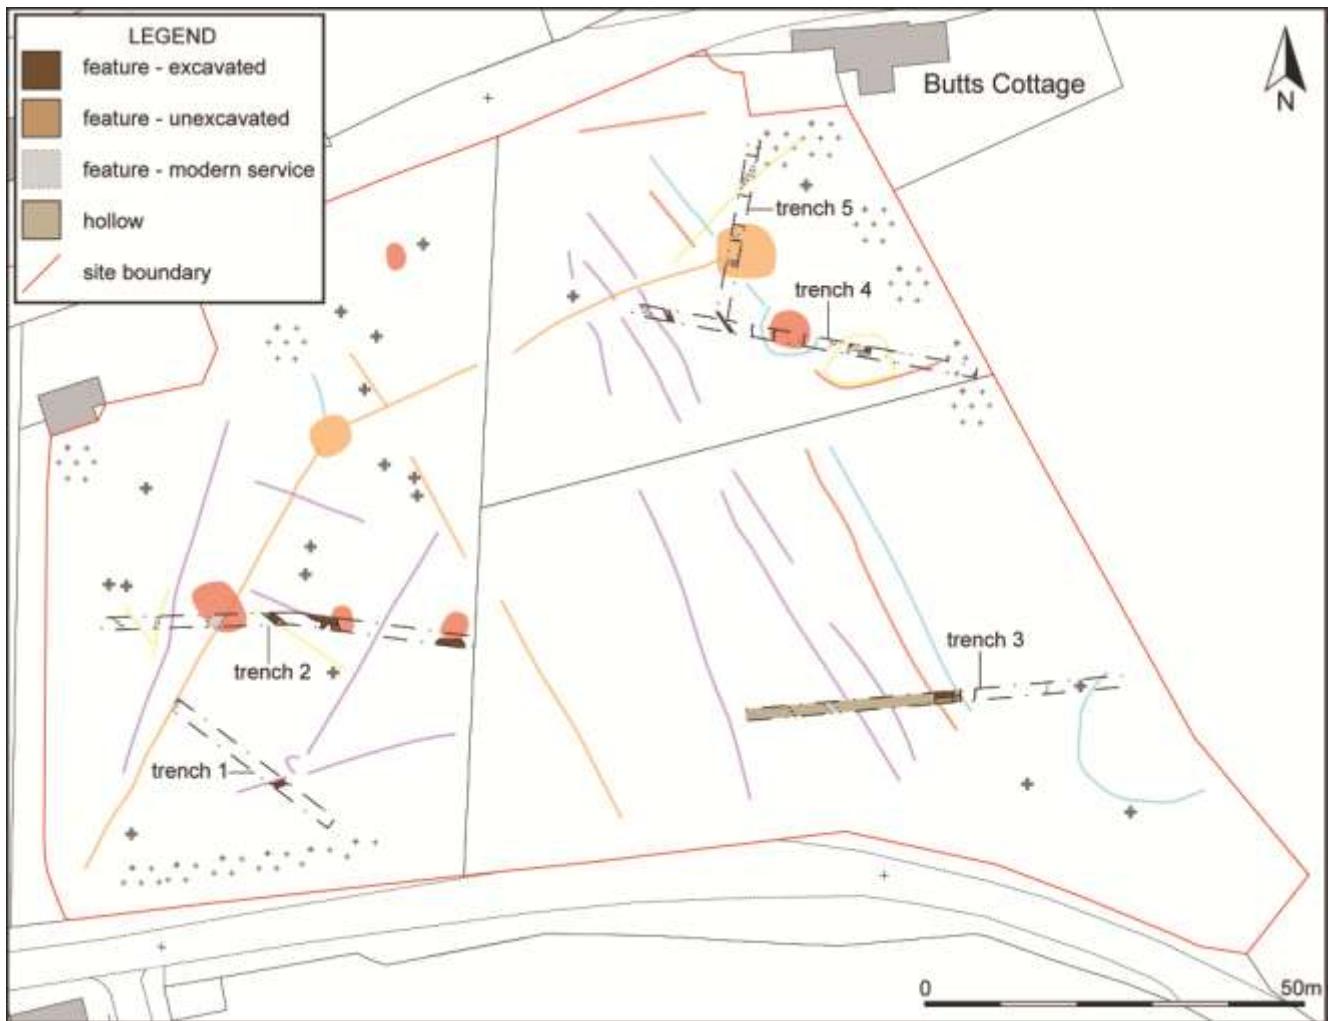 LEGEND
feature - excavated
feature - unexcavated
feature - modern service
hollow
site boundary
Butts Cottage
N
trench 5
trench 4
trench 3
trench 2
trench 1
0 50m